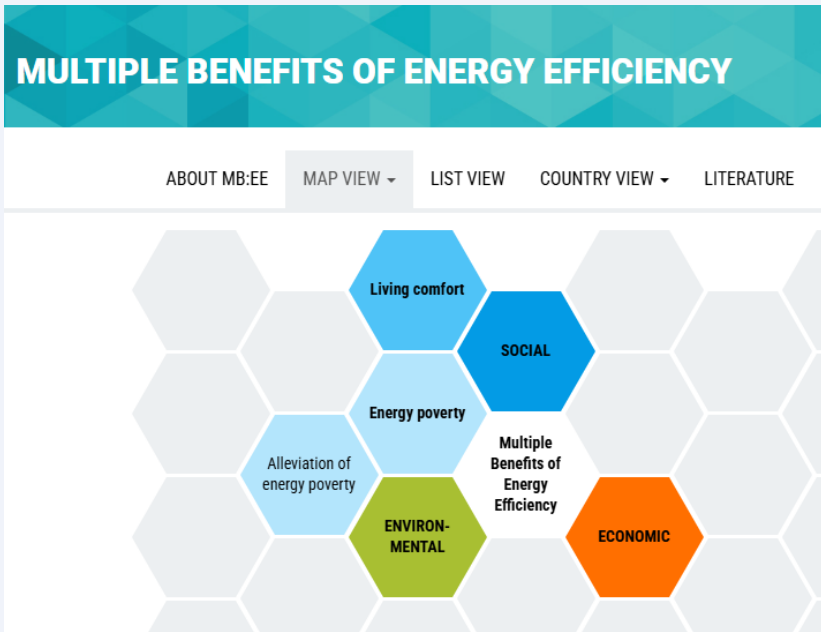 MULTIPLE BENEFITS OF ENERGY EFFICIENCY
ABOUT MB:EE
MAP VIEW
LIST VIEW
COUNTRY VIEW
LITERATURE
Living comfort
SOCIAL
Energy poverty
Alleviation of
energy poverty
Multiple
Benefits of
Energy
Efficiency
ENVIRON-
MENTAL
ECONOMIC